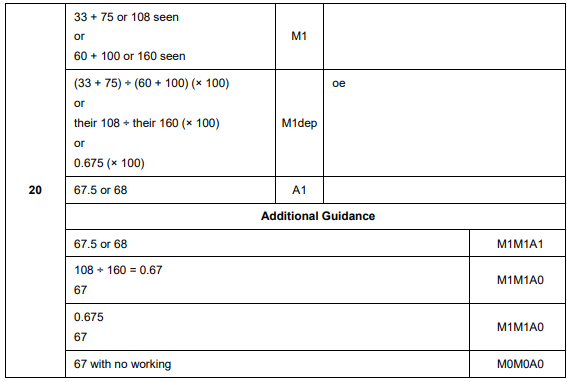 33 + 75 or 108 seen
or
60 + 100 or 160 seen
M1
(33 + 75) ÷ (60 + 100) (× 100)
or
their 108 ÷ their 160 (× 100)
or
0.675 (× 100)
M1dep
oe
20
67.5 or 68
A1
Additional Guidance
67.5 or 68
M1M1A1
108 ÷ 160 = 0.67
67
M1M1A0
0.675
67
M1M1A0
67 with no working
M0M0A0